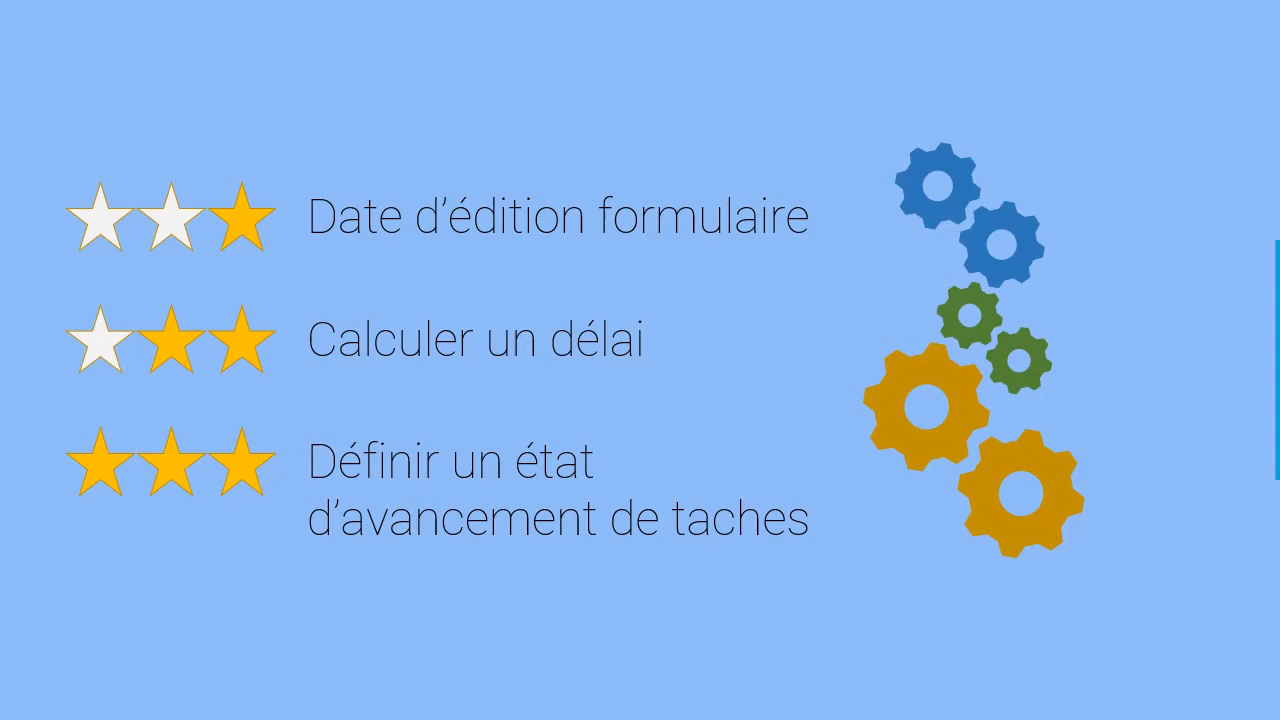 Date d’édition formulaire
Calculer un délai
Définir un état
d’avancement de taches